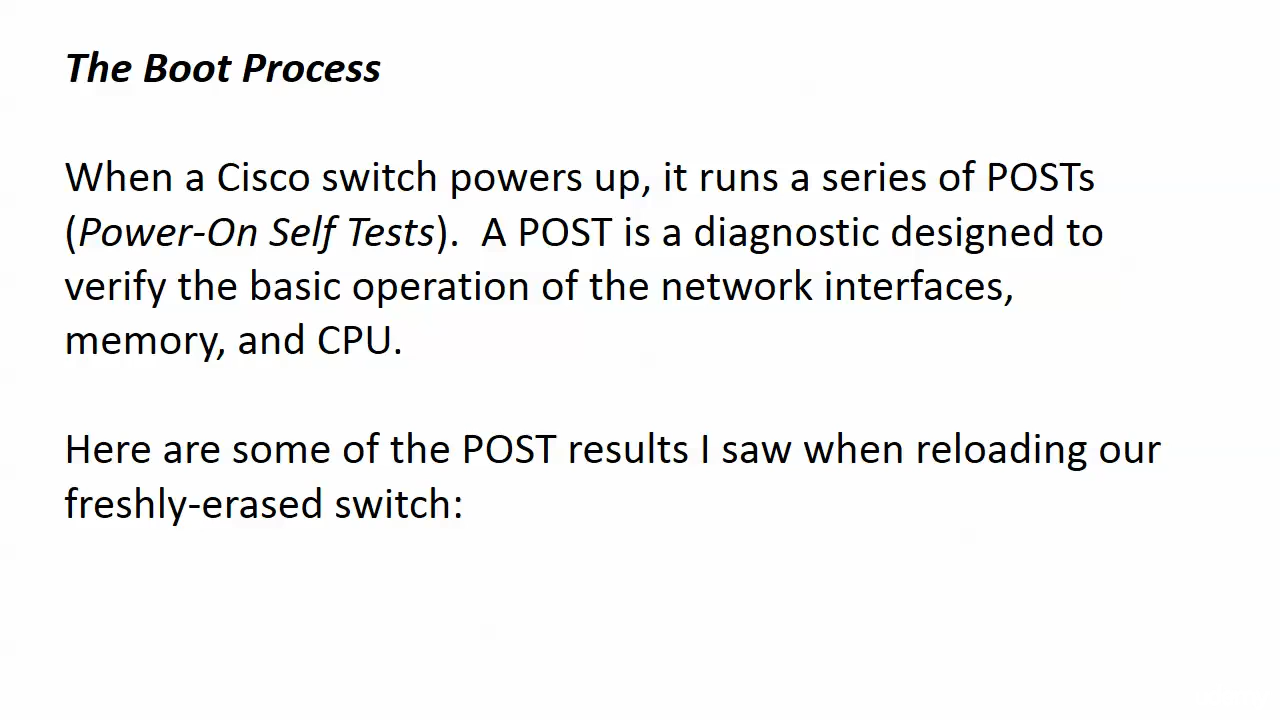 The Boot Process
When a Cisco switch powers up, it runs a series of POSTs
(Power-On Self Tests).  A POST is a diagnostic designed to
verify the basic operation of the network interfaces,
memory, and CPU.
Here are some of the POST results I saw when reloading our
freshly-erased switch: